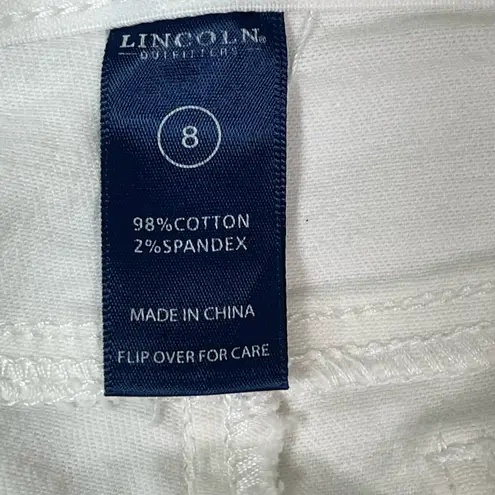 LINCOLN®
OUTFITTERS
8
98%COTTON
2%SPANDEX
MADE IN CHINA
FLIP OVER FOR CARE